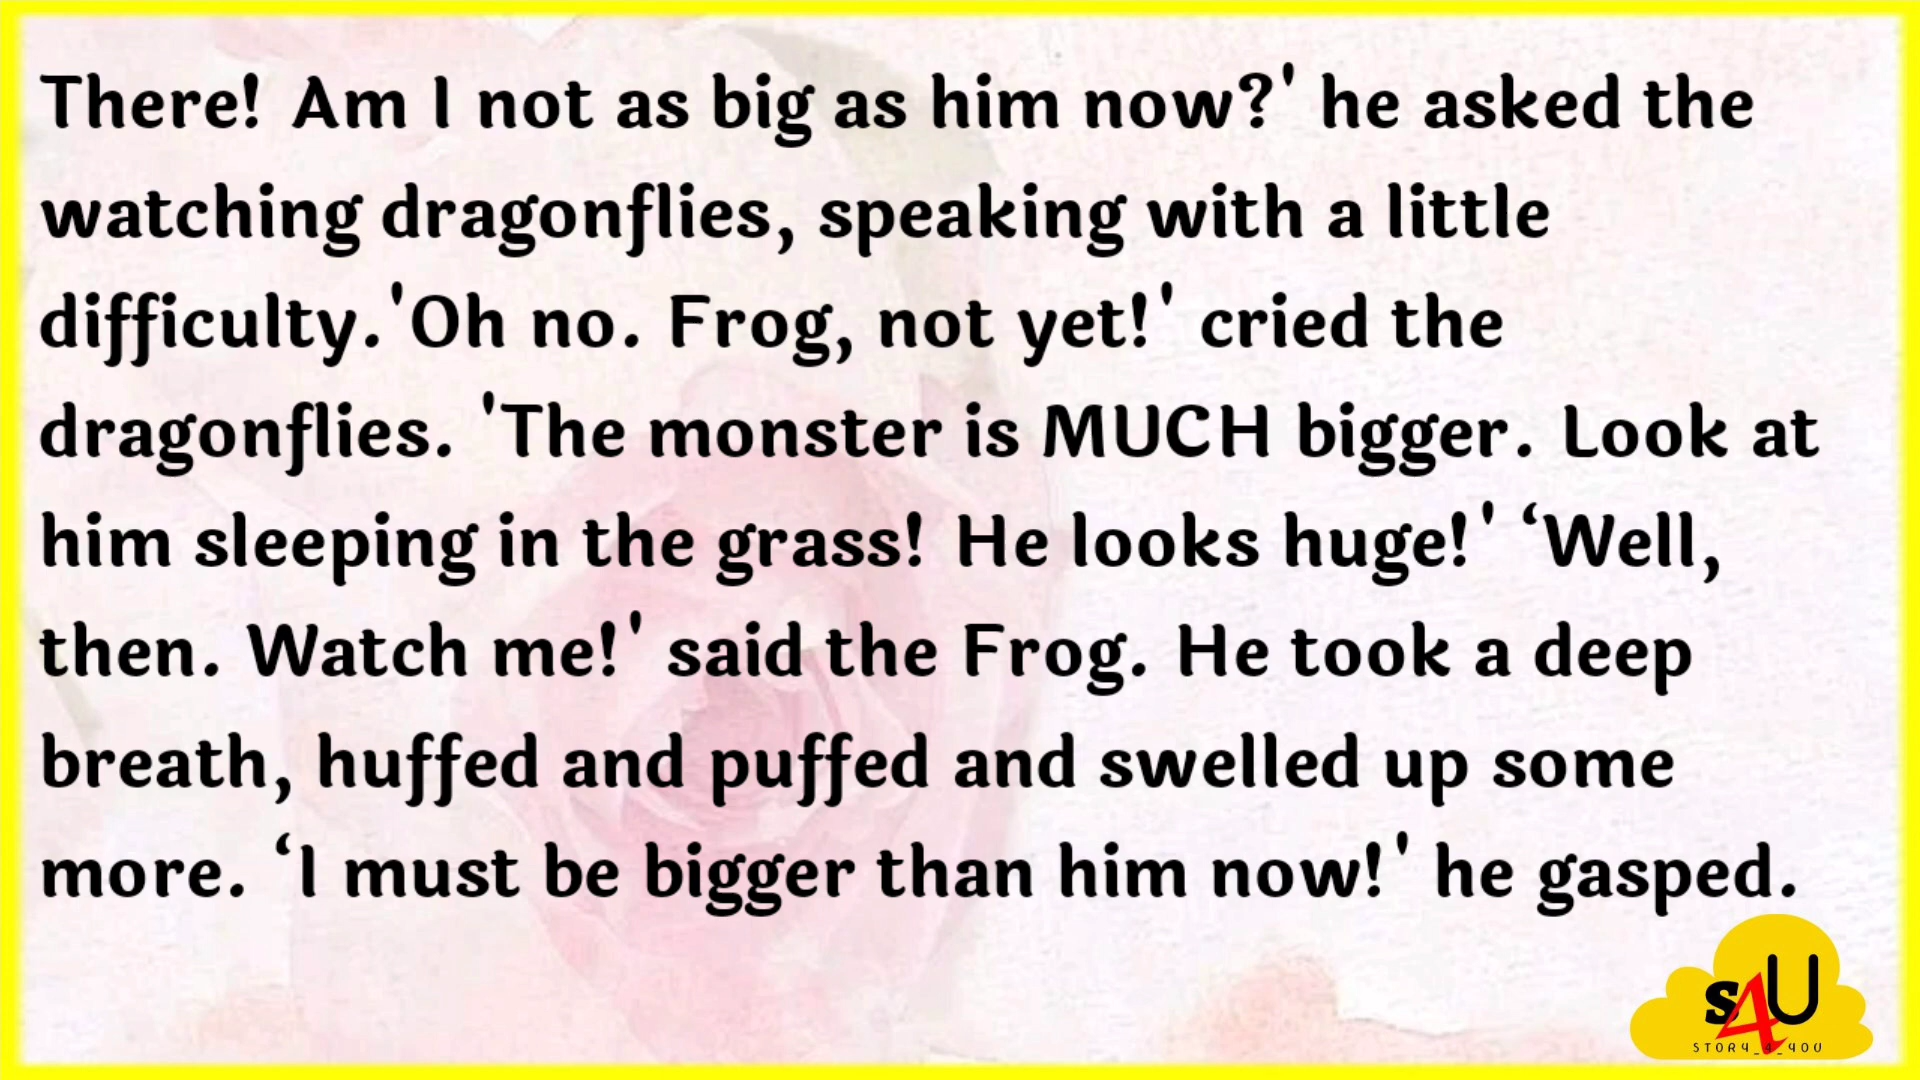 There! Am I not as big as him now?' he asked the
watching dragonflies, speaking with a little
difficulty.'Oh no. Frog, not yet!' cried the
dragonflies. 'The monster is MUCH bigger. Look at
him sleeping in the grass! He looks huge!' ‘Well,
then. Watch me!' said the Frog. He took a deep
breath, huffed and puffed and swelled up some
more. ‘I must be bigger than him now!' he gasped.
S4U
STORY_4_YOU